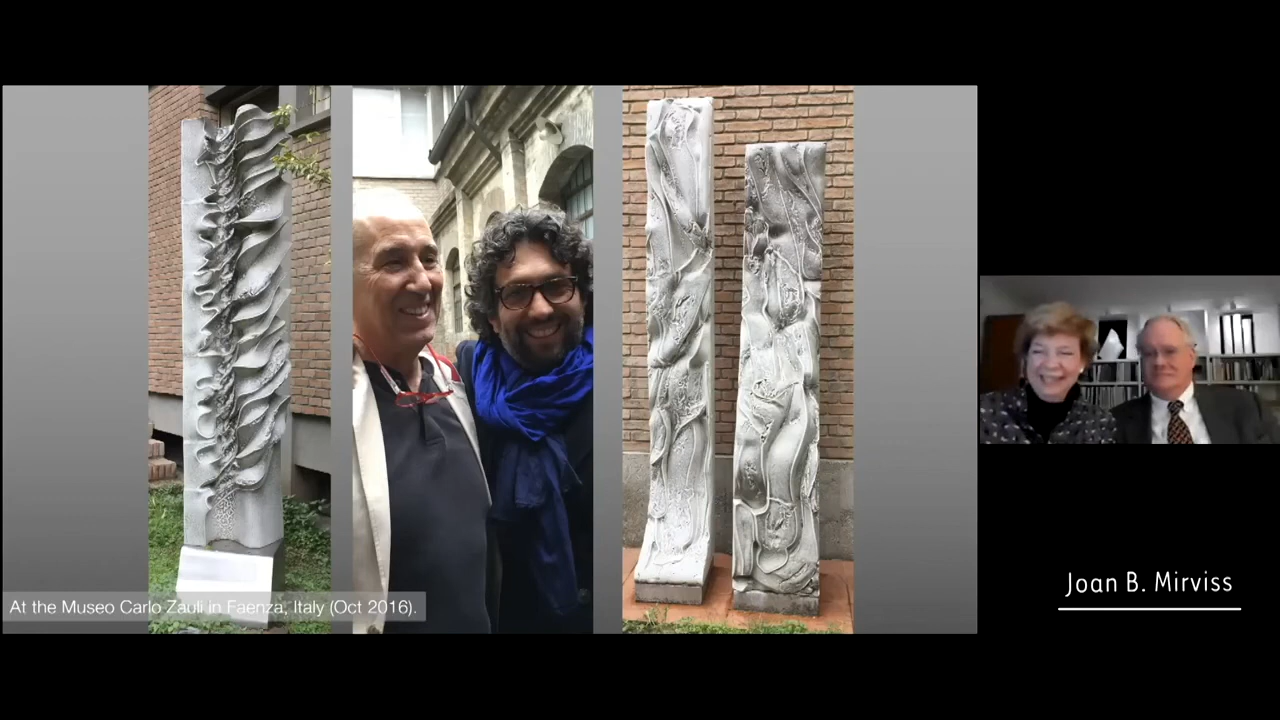 At the Museo Carlo Zauli in Faenza, Italy (Oct 2016).
Joan B. Mirviss